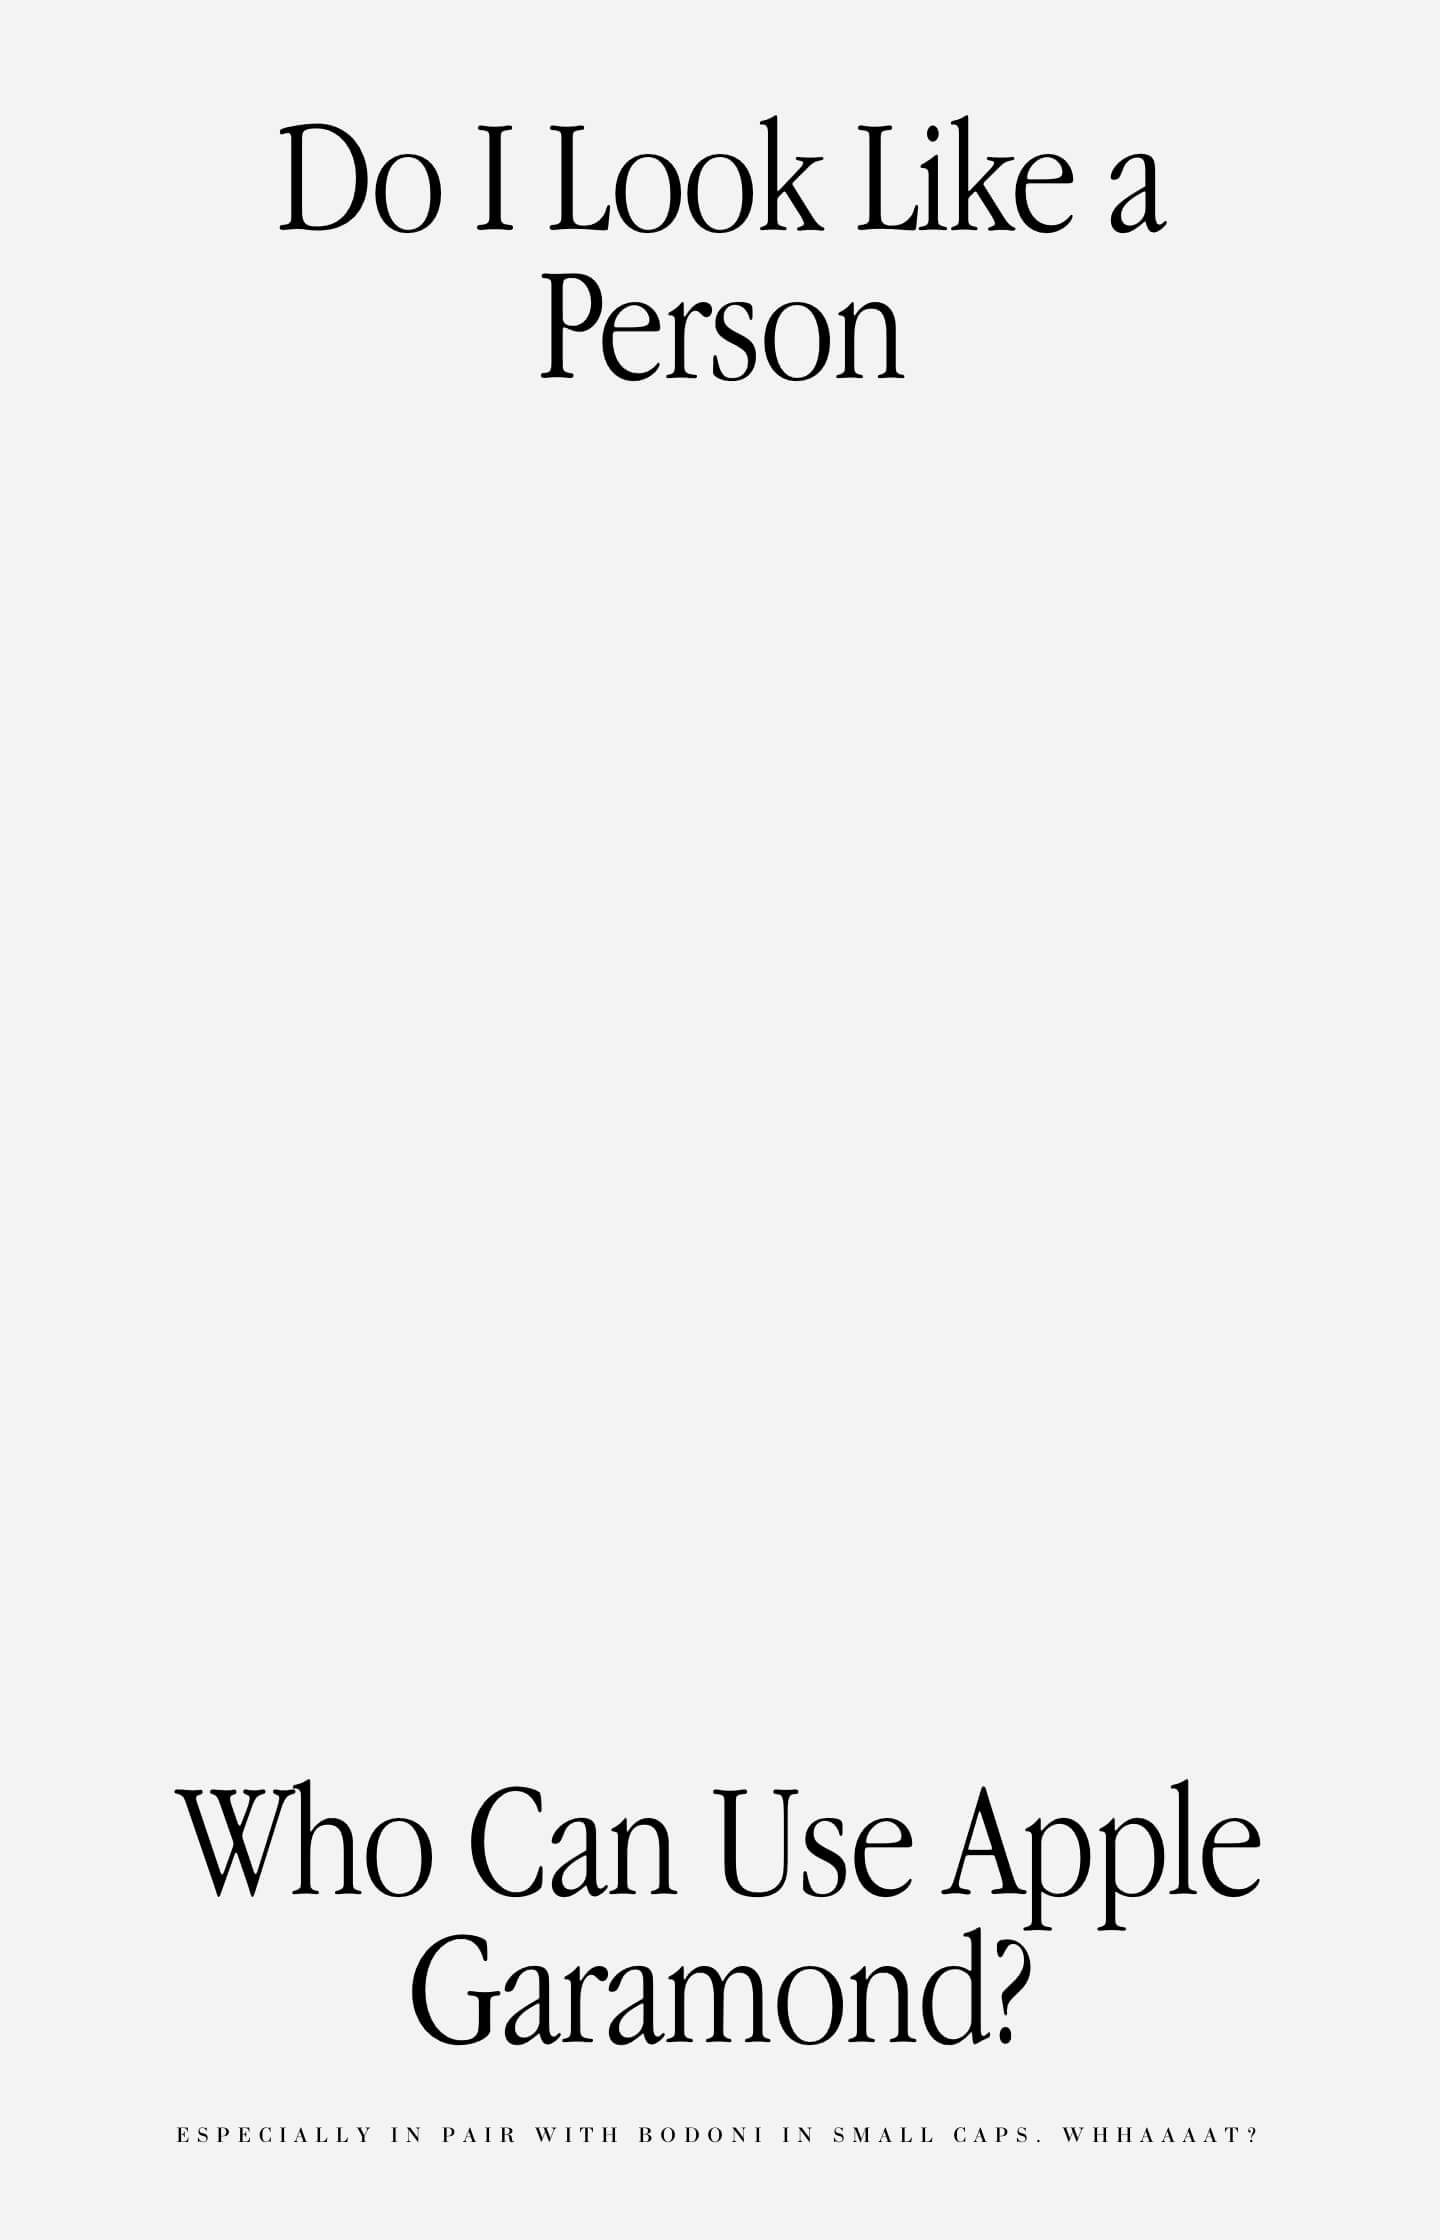 Do I Look Like a
Person
Who Can Use Apple
Garamond?
ESPECIALLY IN PAIR WITH BODONI IN SMALL CAPS. WHHAAAAT?